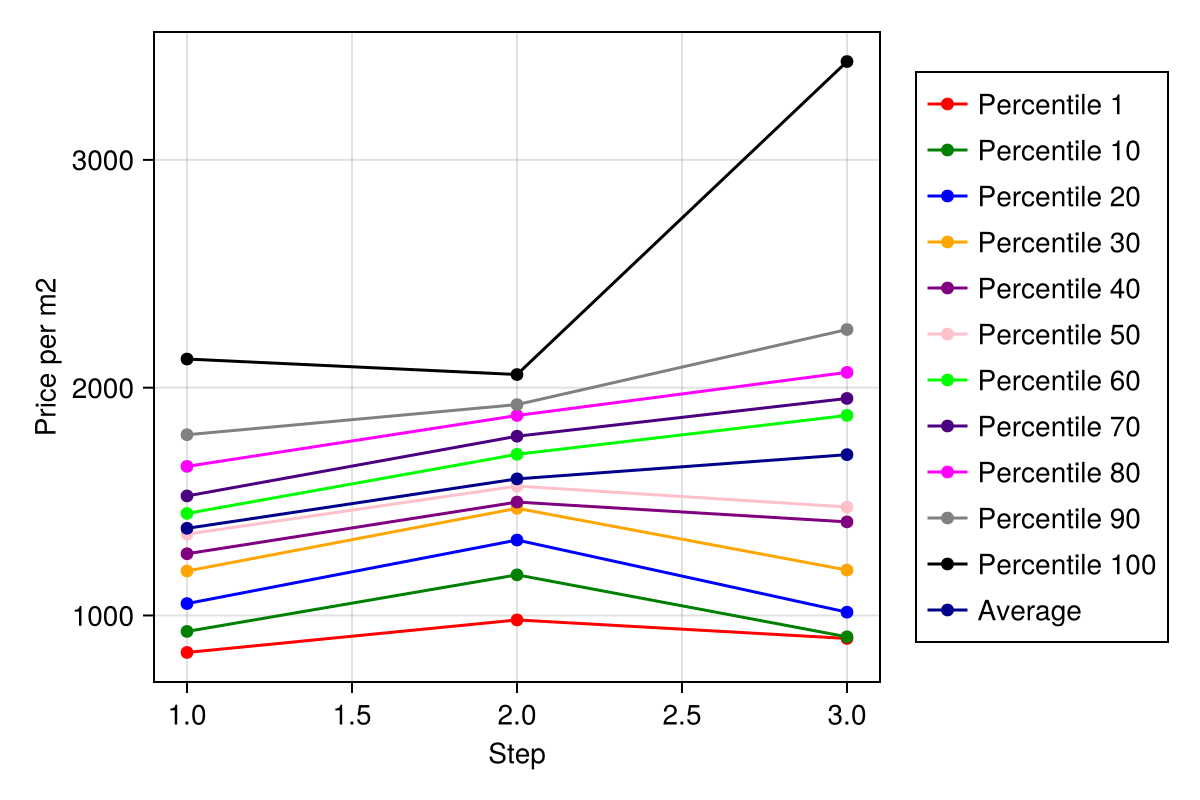 3000
2000
1000
Price per m2
1.0 1.5 2.0 2.5 3.0
Step
Percentile 1
Percentile 10
Percentile 20
Percentile 30
Percentile 40
Percentile 50
Percentile 60
Percentile 70
Percentile 80
Percentile 90
Percentile 100
Average